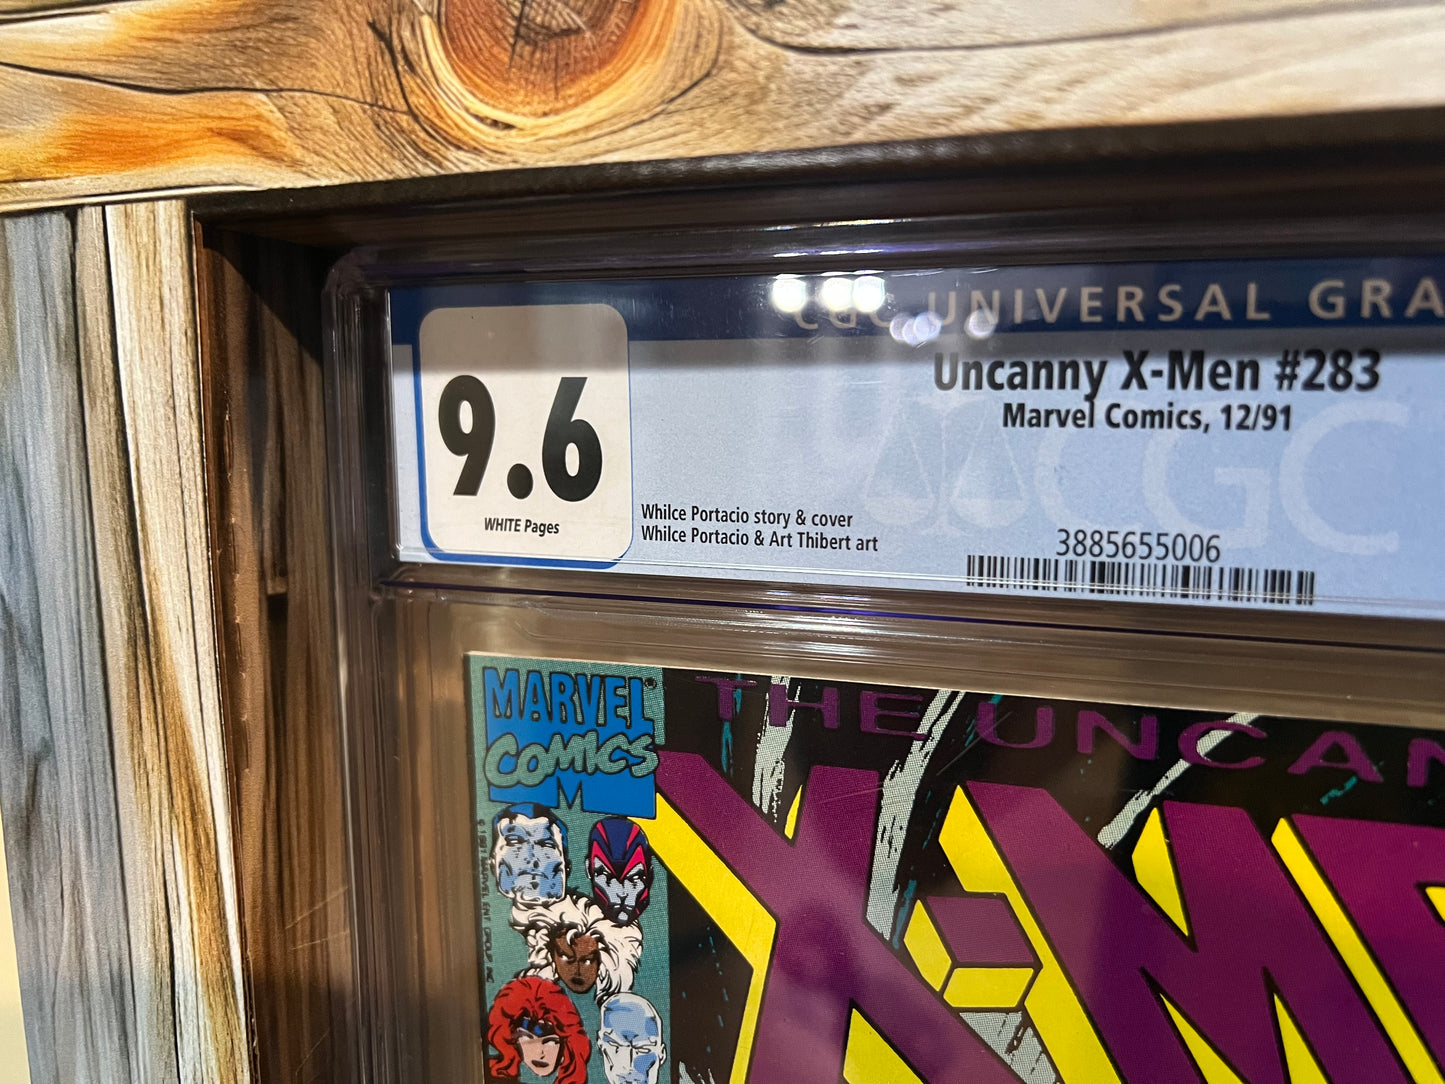 CGC UNIVERSAL GRA
Uncanny X-Men #283
Marvel Comics, 12/91
9.6
WHITE Pages
Whilce Portacio story & cover
Whilce Portacio & Art Thibert art
3885655006
CGC
MARVEL®
COMICS
M
THE UNCAN
X-ME